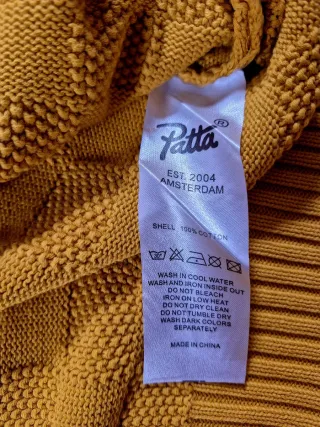 Patta®
EST. 2004
AMSTERDAM
SHELL 100% COTTON
WASH IN COOL WATER
WASH AND IRON INSIDE OUT
DO NOT BLEACH
IRON ON LOW HEAT
DO NOT DRY CLEAN
DO NOT TUMBLE DRY
WASH DARK COLORS
SEPARATELY
MADE IN CHINA